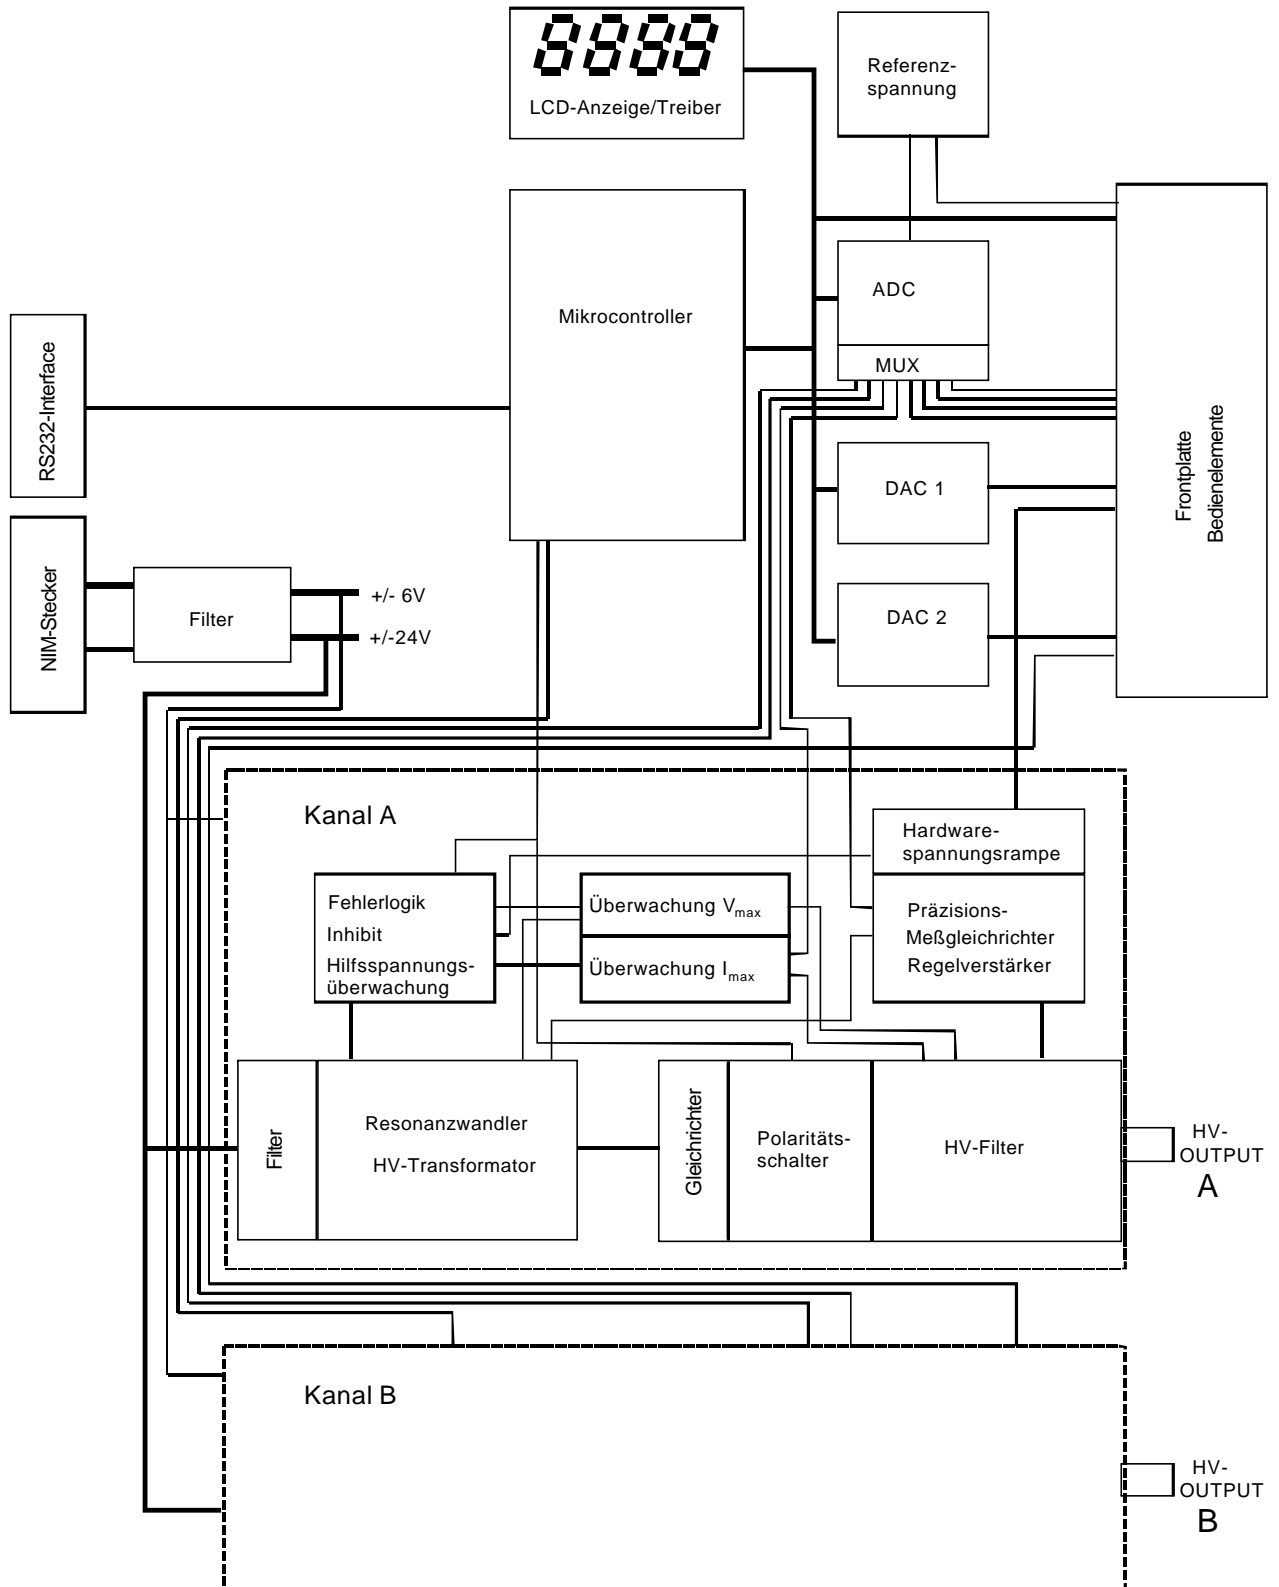 8888
LCD-Anzeige/Treiber
Referenz-
spannung
Mikrocontroller
ADC
MUX
RS232-Interface
Frontplatte
Bedienelemente
DAC 1
NIM-Stecker
Filter
+/- 6V
+/-24V
DAC 2
Kanal A
Hardware-
spannungsrampe
Fehlerlogik
Inhibit
Hilfsspannungs-
überwachung
Überwachung Vmax
Überwachung Imax
Präzisions-
Meßgleichrichter
Regelverstärker
Filter
Resonanzwandler
HV-Transformator
Gleichrichter
Polaritäts-
schalter
HV-Filter
HV-
OUTPUT
A
Kanal B
HV-
OUTPUT
B